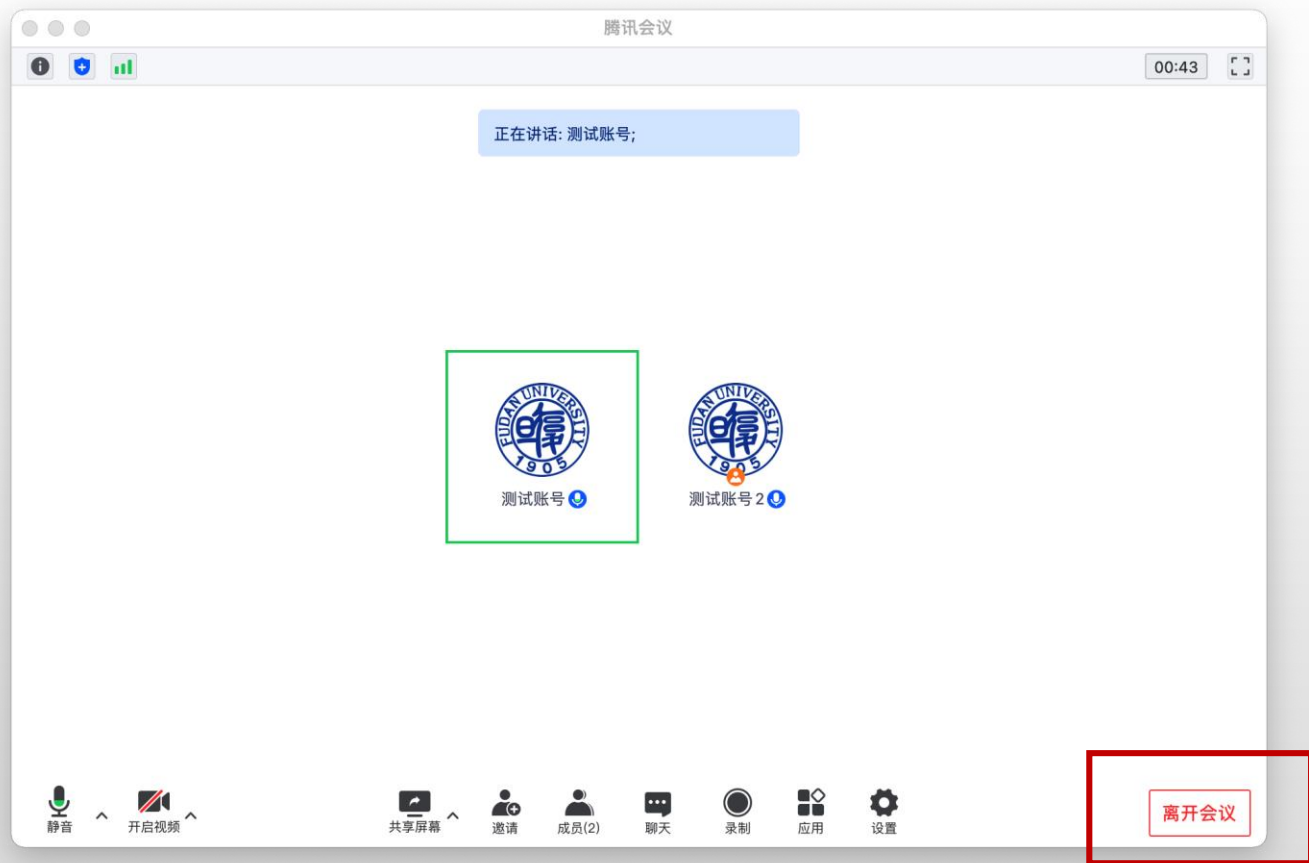 腾讯会议
00:43
正在讲话: 测试账号;
FUDAN UNIVERSITY
1905
测试账号
FUDAN UNIVERSITY
1905
测试账号2
静音
开启视频
共享屏幕
邀请
成员(2)
聊天
录制
应用
设置
离开会议